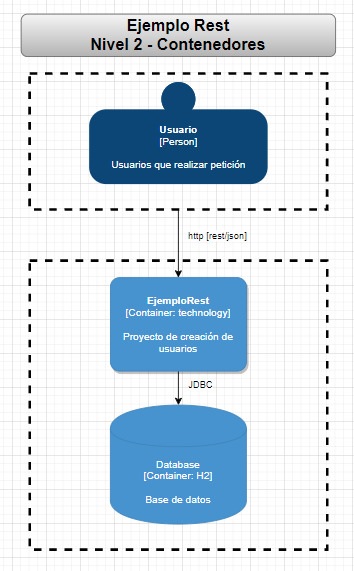 Ejemplo Rest
Nivel 2 - Contenedores
Usuario
[Person]
Usuarios que realizar petición
http [rest/json]
EjemploRest
[Container: technology]
Proyecto de creación de
usuarios
JDBC
Database
[Container: H2]
Base de datos